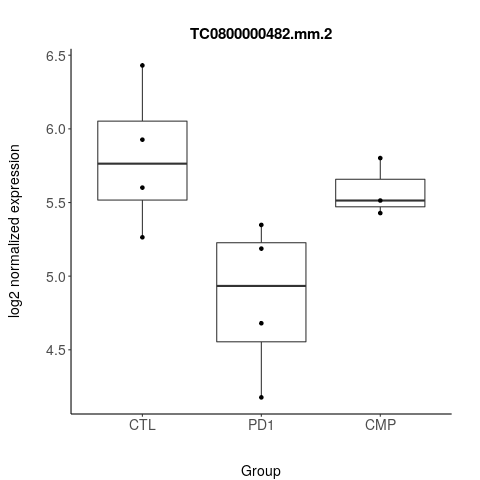 TC0800000482.mm.2
log2 normalized expression
6.5
6.0
5.5
5.0
4.5
CTL PD1 CMP
Group